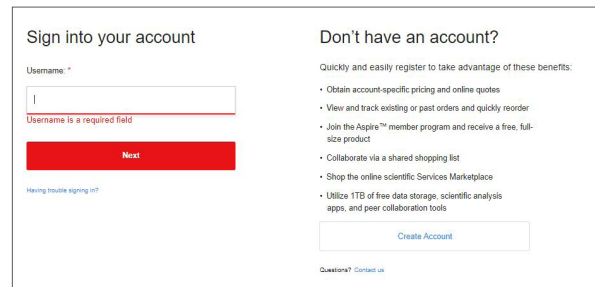 Sign into your account
Username: *
Username is a required field
Next
Having trouble signing in?
Don't have an account?
Quickly and easily register to take advantage of these benefits:
• Obtain account-specific pricing and online quotes
• View and track existing or past orders and quickly reorder
• Join the Aspire™ member program and receive a free, full-
size product
• Collaborate via a shared shopping list
• Shop the online scientific Services Marketplace
• Utilize 1TB of free data storage, scientific analysis
apps, and peer collaboration tools
Create Account
Questions? Contact us